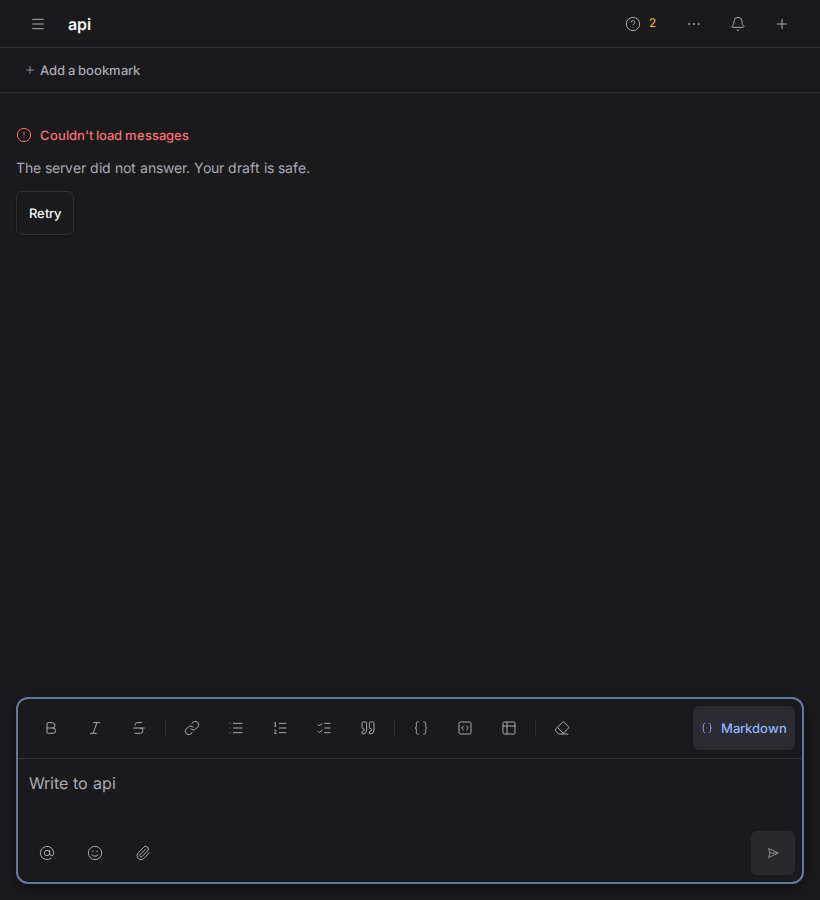 api
2
Add a bookmark
Couldn't load messages
The server did not answer. Your draft is safe.
Retry
Markdown
Write to api